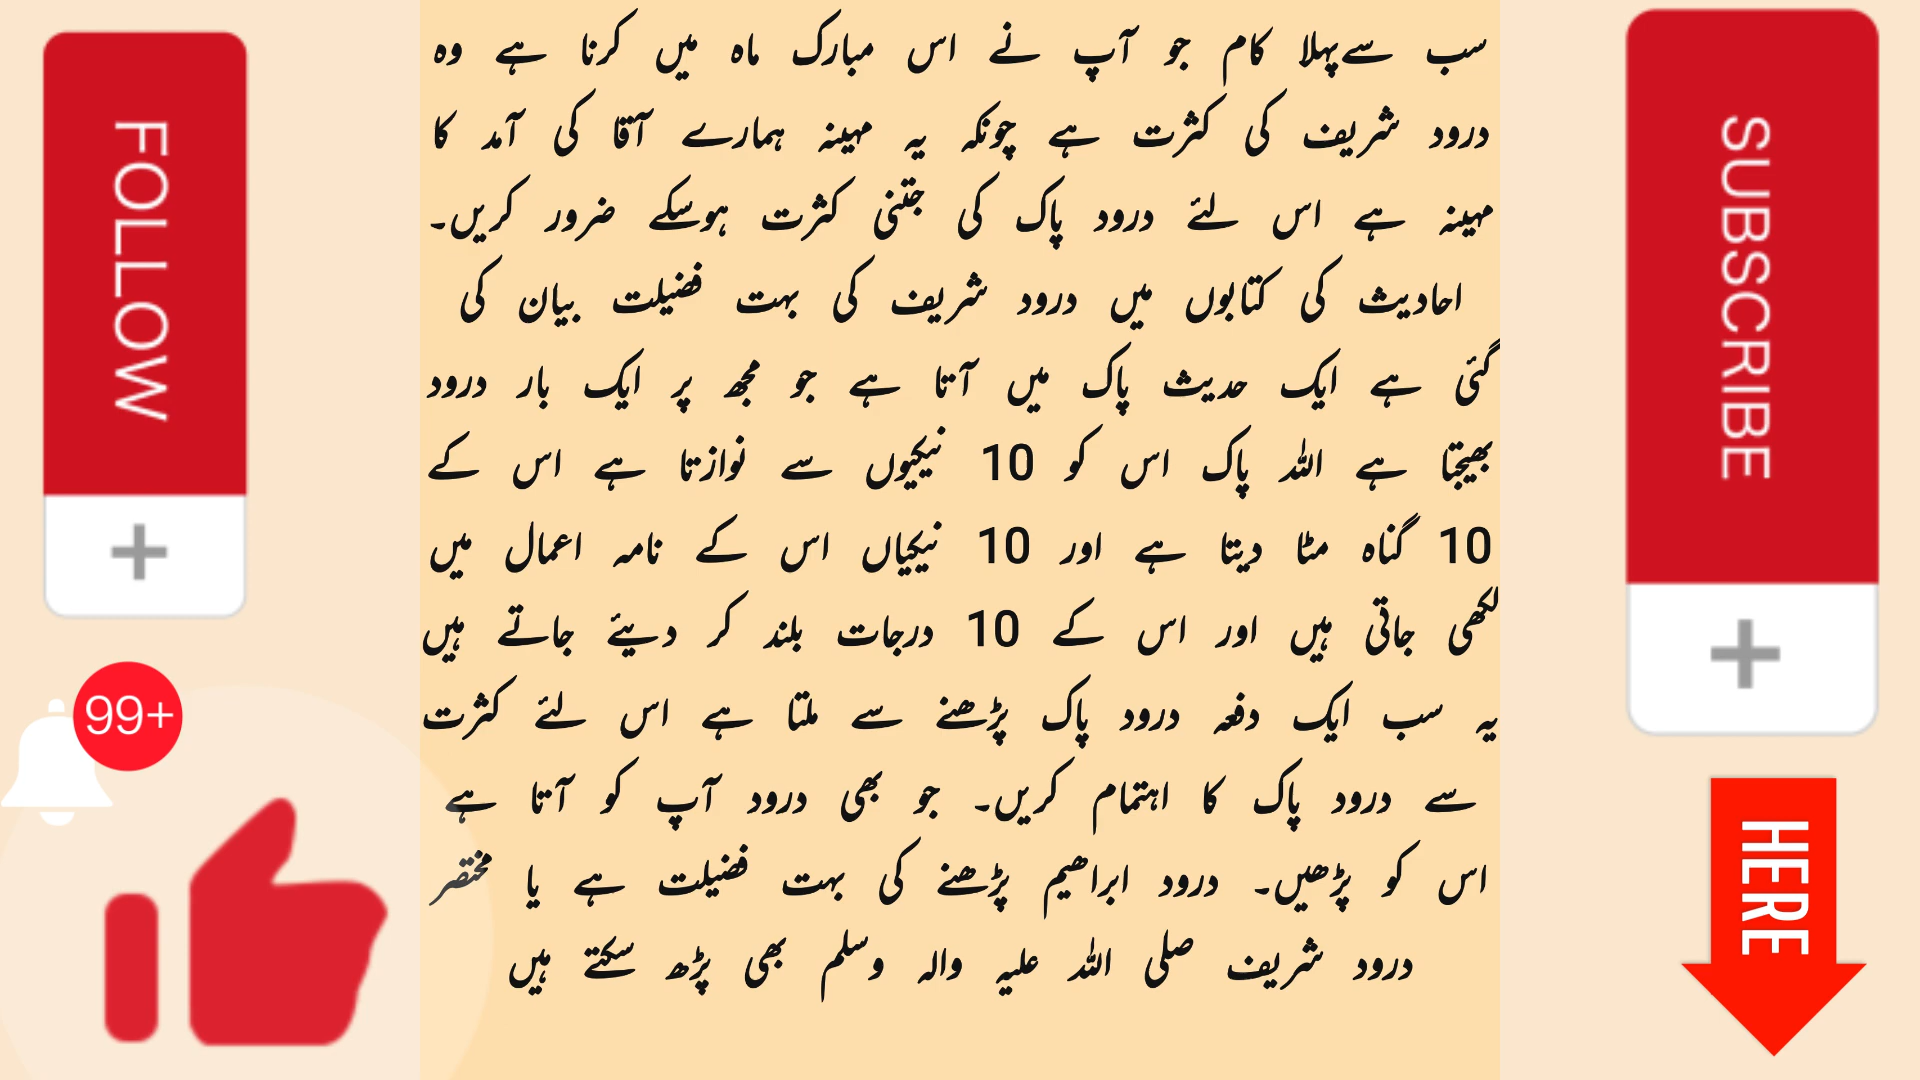 سب سےپہلا کام جو آپ نے اس مبارک ماہ میں کرنا ہے وہ
درود شریف کی کثرت ہے چونکہ یہ مہینہ ہمارے آقا کی آمد کا
مہینہ ہے اس لئے درود پاک کی جتنی کثرت ہوسکے ضرور کریں۔
احادیث کی کتابوں میں درود شریف کی بہت فضیلت بیان کی
گئی ہے ایک حدیث پاک میں آتا ہے جو مجھ پر ایک بار درود
بھیجتا ہے اللہ پاک اس کو 10 نیکیوں سے نوازتا ہے اس کے
10 گناہ مٹا دیتا ہے اور 10 نیکیاں اس کے نامہ اعمال میں
لکھی جاتی ہیں اور اس کے 10 درجات بلند کر دیئے جاتے ہیں
یہ سب ایک دفعہ درود پاک پڑھنے سے ملتا ہے اس لئے کثرت
سے درود پاک کا اہتمام کریں۔ جو بھی درود آپ کو آتا ہے
اس کو پڑھیں۔ درود ابراھیم پڑھنے کی بہت فضیلت ہے یا مختصر
درود شریف صلی اللہ علیہ والہ وسلم بھی پڑھ سکتے ہیں
FOLLOW
99+
SUBSCRIBE
HERE